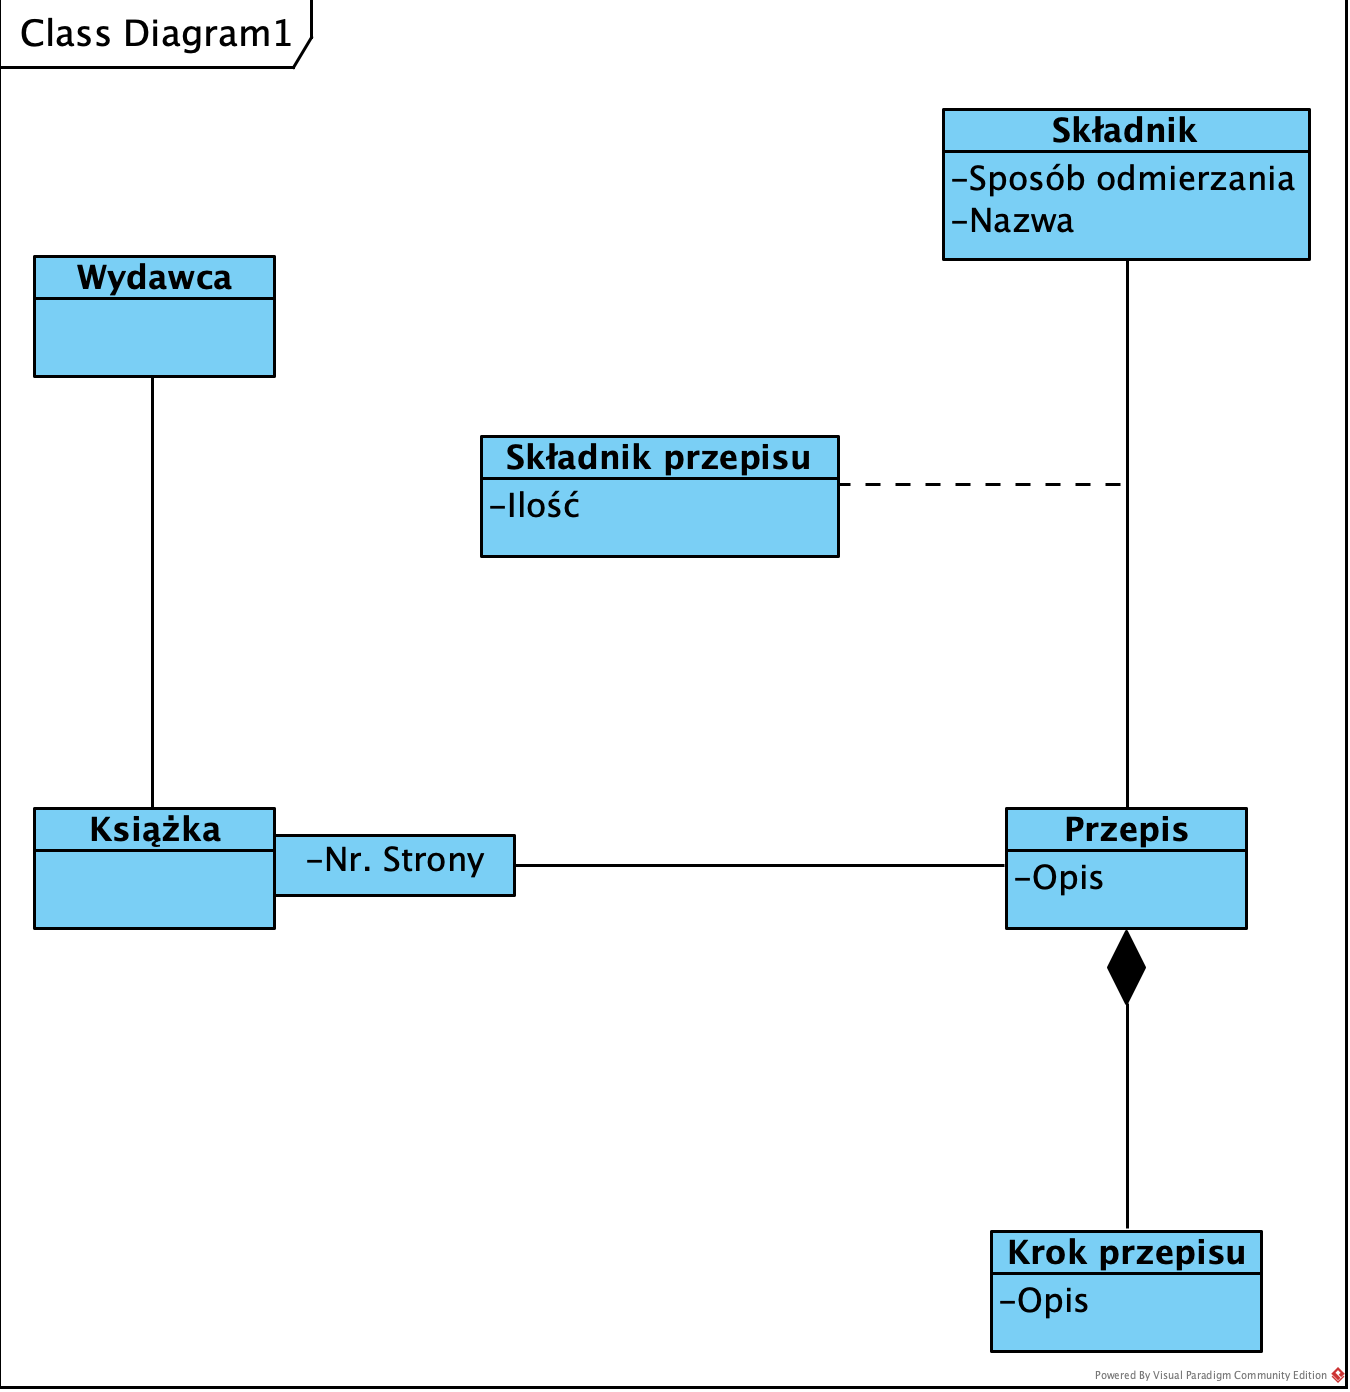 Class Diagram1
Składnik
-Sposób odmierzania
-Nazwa
Wydawca
Składnik przepisu
-Ilość
Książka
-Nr. Strony
Przepis
-Opis
Krok przepisu
-Opis
Powered By Visual Paradigm Community Edition